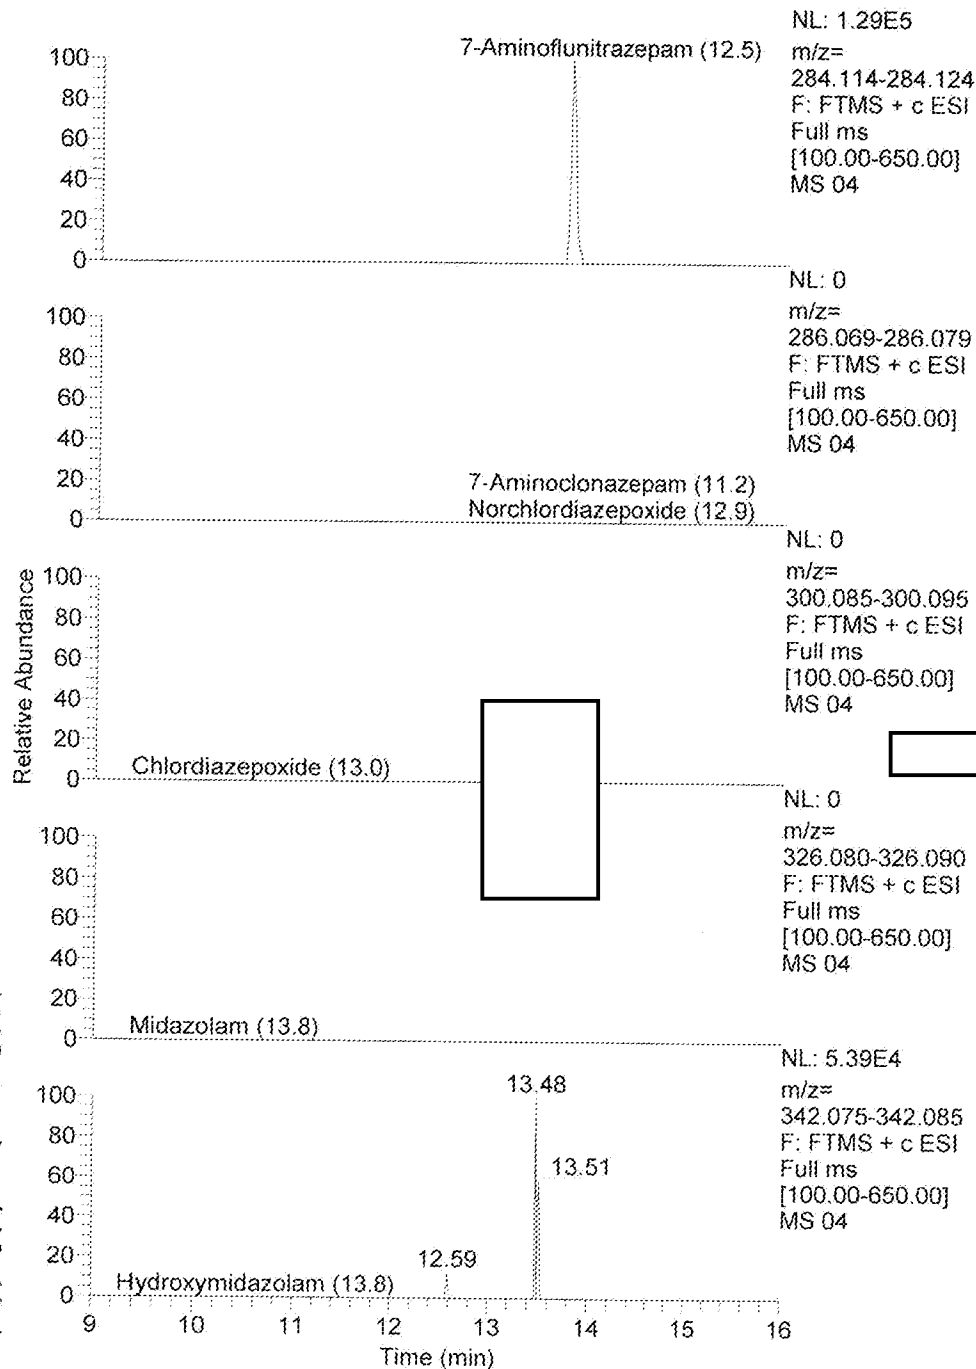 7-Aminoflunitrazepam (12.5)
100
80
60
40
20
0
NL: 1.29E5
m/z=
284.114-284.124
F: FTMS + c ESI
Full ms
[100.00-650.00]
MS 04
100
80
60
40
20
0
7-Aminoclonazepam (11.2)
Norchlordiazepoxide (12.9)
NL: 0
m/z=
286.069-286.079
F: FTMS + c ESI
Full ms
[100.00-650.00]
MS 04
Relative Abundance
100
80
60
40
20
0
Chlordiazepoxide (13.0)
NL: 0
m/z=
300.085-300.095
F: FTMS + c ESI
Full ms
[100.00-650.00]
MS 04
100
80
60
40
20
0
Midazolam (13.8)
NL: 0
m/z=
326.080-326.090
F: FTMS + c ESI
Full ms
[100.00-650.00]
MS 04
100
80
60
40
20
0
13.48
13.51
12.59
Hydroxymidazolam (13.8)
NL: 5.39E4
m/z=
342.075-342.085
F: FTMS + c ESI
Full ms
[100.00-650.00]
MS 04
9 10 11 12 13 14 15 16
Time (min)